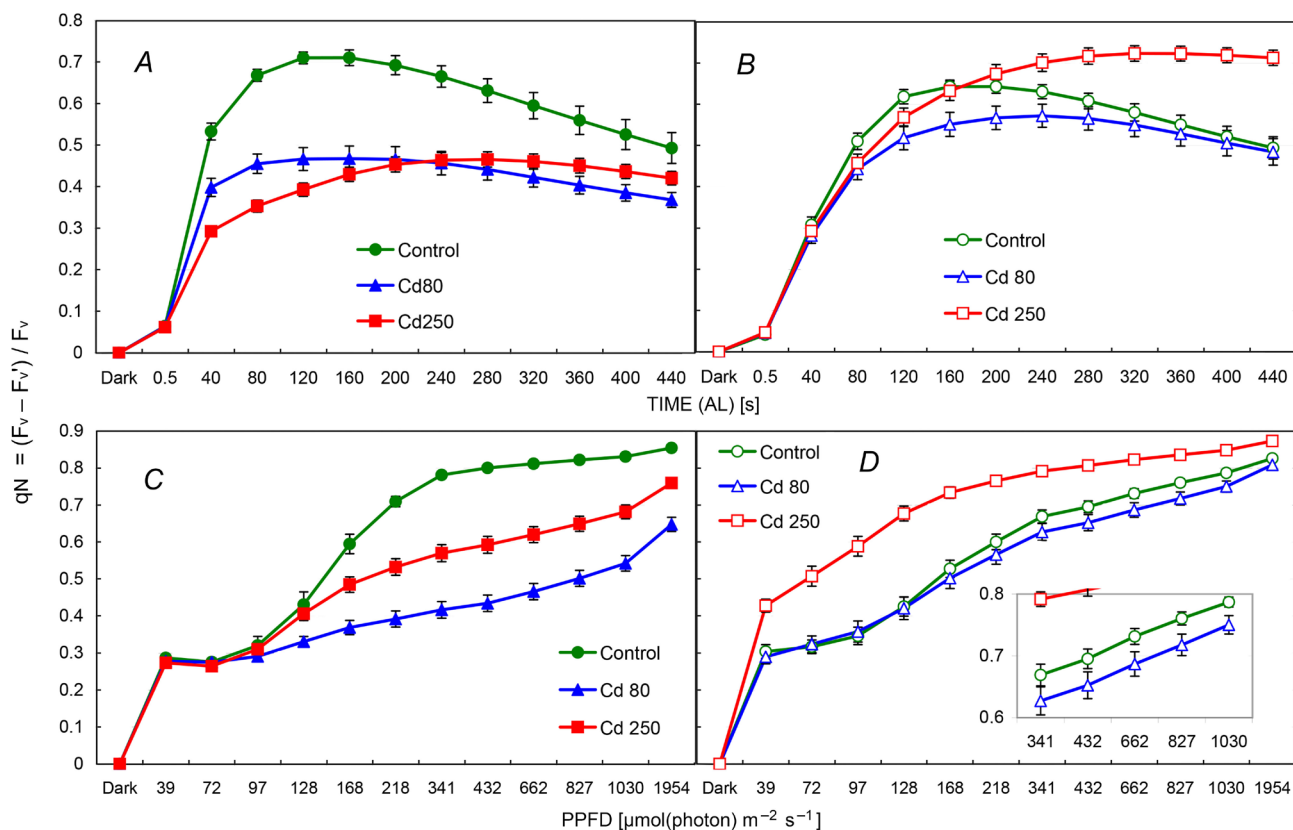 qN = (Fv – Fv') / Fv
0.8
0.7
0.6
0.5
0.4
0.3
0.2
0.1
0
A
Control
Cd80
Cd250
Dark 0.5 40 80 120 160 200 240 280 320 360 400 440
B
Control
Cd 80
Cd 250
Dark 0.5 40 80 120 160 200 240 280 320 360 400 440
TIME (AL) [s]
0.9
0.8
0.7
0.6
0.5
0.4
0.3
0.2
0.1
0
C
Control
Cd 80
Cd 250
Dark 39 72 97 128 168 218 341 432 662 827 1030 1954
Control
Cd 80
Cd 250
D
0.8
0.7
0.6
341 432 662 827 1030
Dark 39 72 97 128 168 218 341 432 662 827 1030 1954
PPFD [µmol(photon) m⁻² s⁻¹]